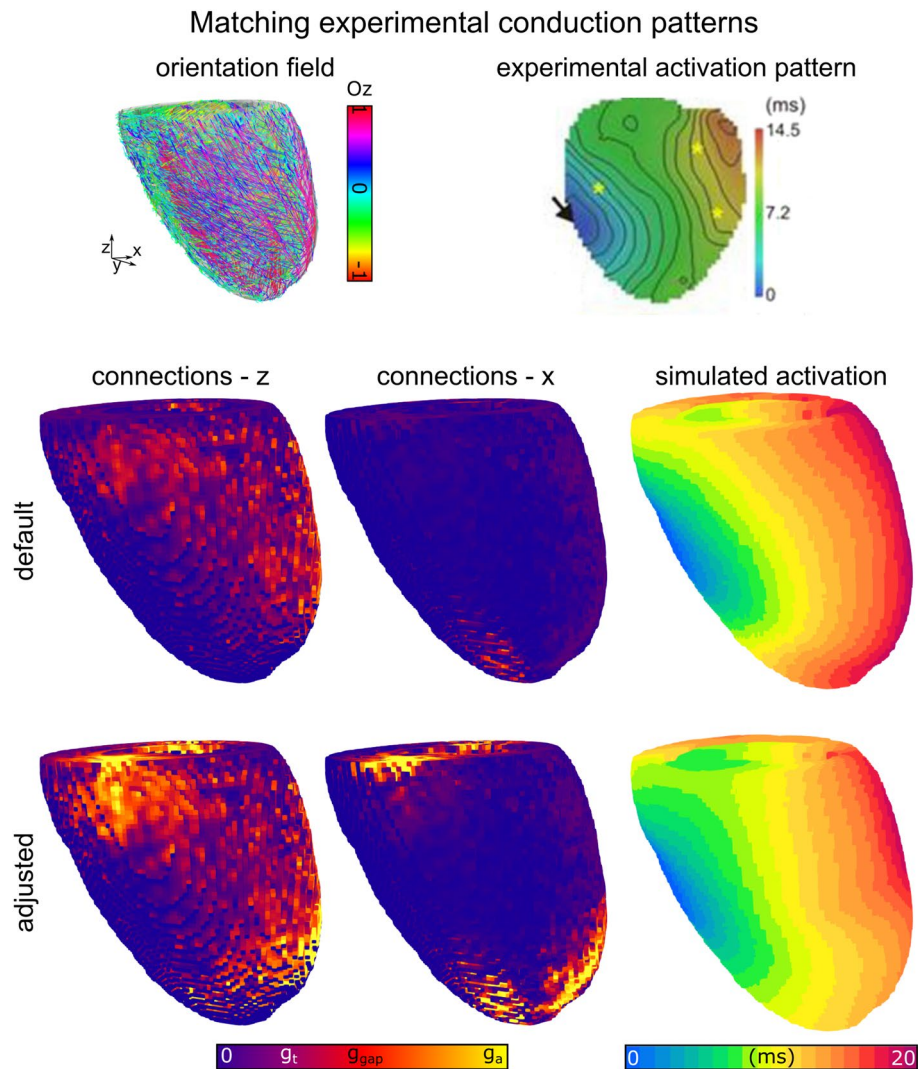 Matching experimental conduction patterns
orientation field
experimental activation pattern
Oz
1
0
-1
z
x
y
(ms)
14.5
7.2
0
connections - z
connections - x
simulated activation
default
adjusted
0 gt ggap ga
0 (ms) 20